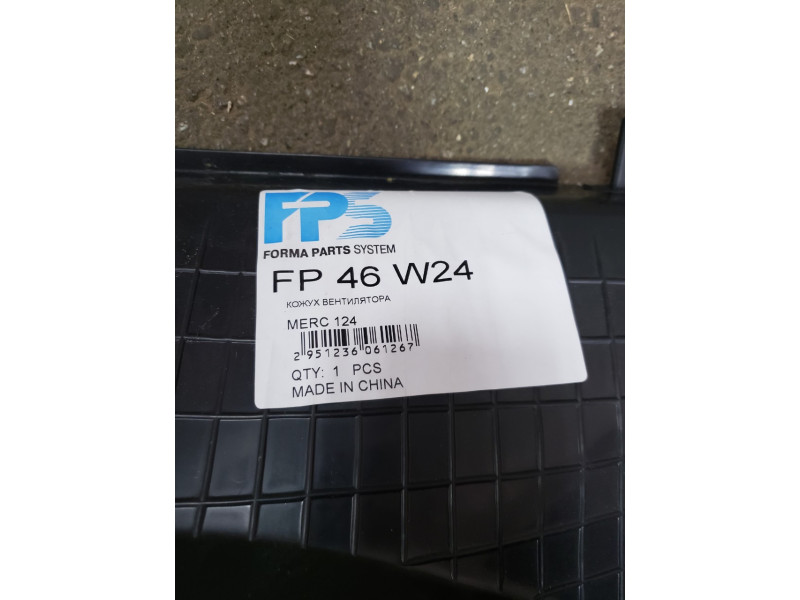 FPS
FORMA PARTS SYSTEM
FP 46 W24
КОЖУХ ВЕНТИЛЯТОРА
MERC 124
2 951236 061267
QTY: 1 PCS
MADE IN CHINA